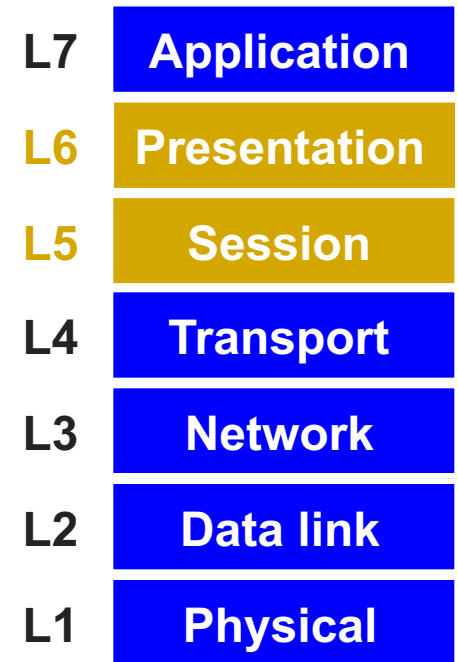 L7 Application
L6 Presentation
L5 Session
L4 Transport
L3 Network
L2 Data link
L1 Physical